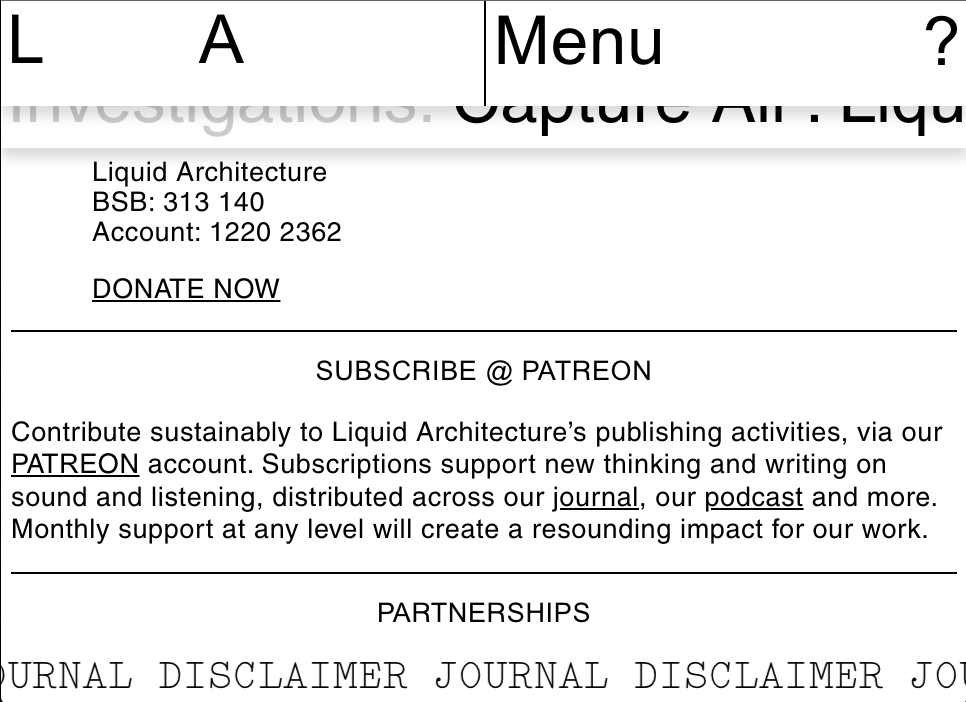 L A Menu ?
Investigations: Capture All . Liqu
Liquid Architecture
BSB: 313 140
Account: 1220 2362
DONATE NOW
SUBSCRIBE @ PATREON
Contribute sustainably to Liquid Architecture’s publishing activities, via our
PATREON account. Subscriptions support new thinking and writing on
sound and listening, distributed across our journal, our podcast and more.
Monthly support at any level will create a resounding impact for our work.
PARTNERSHIPS
OURNAL DISCLAIMER JOURNAL DISCLAIMER JOU